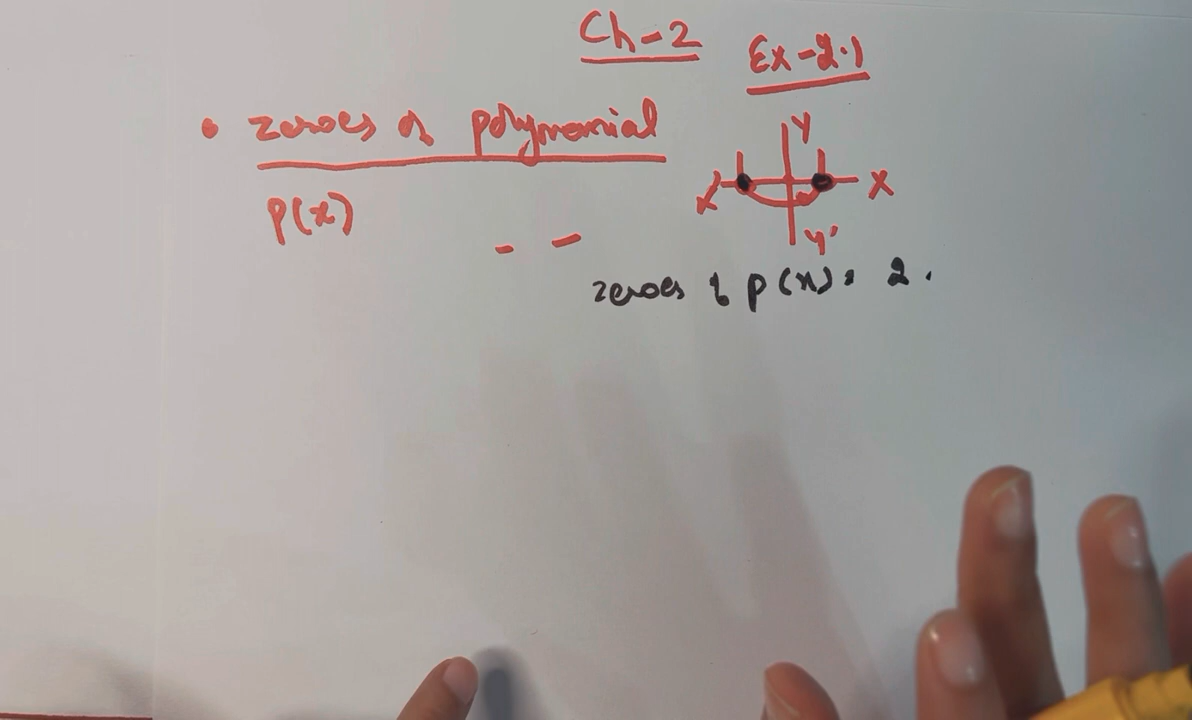 Ch-2
Ex-2.1
• zeroes of polynomial
Y
X' X
P(x)
Y'
zeroes of p(x) = 2.